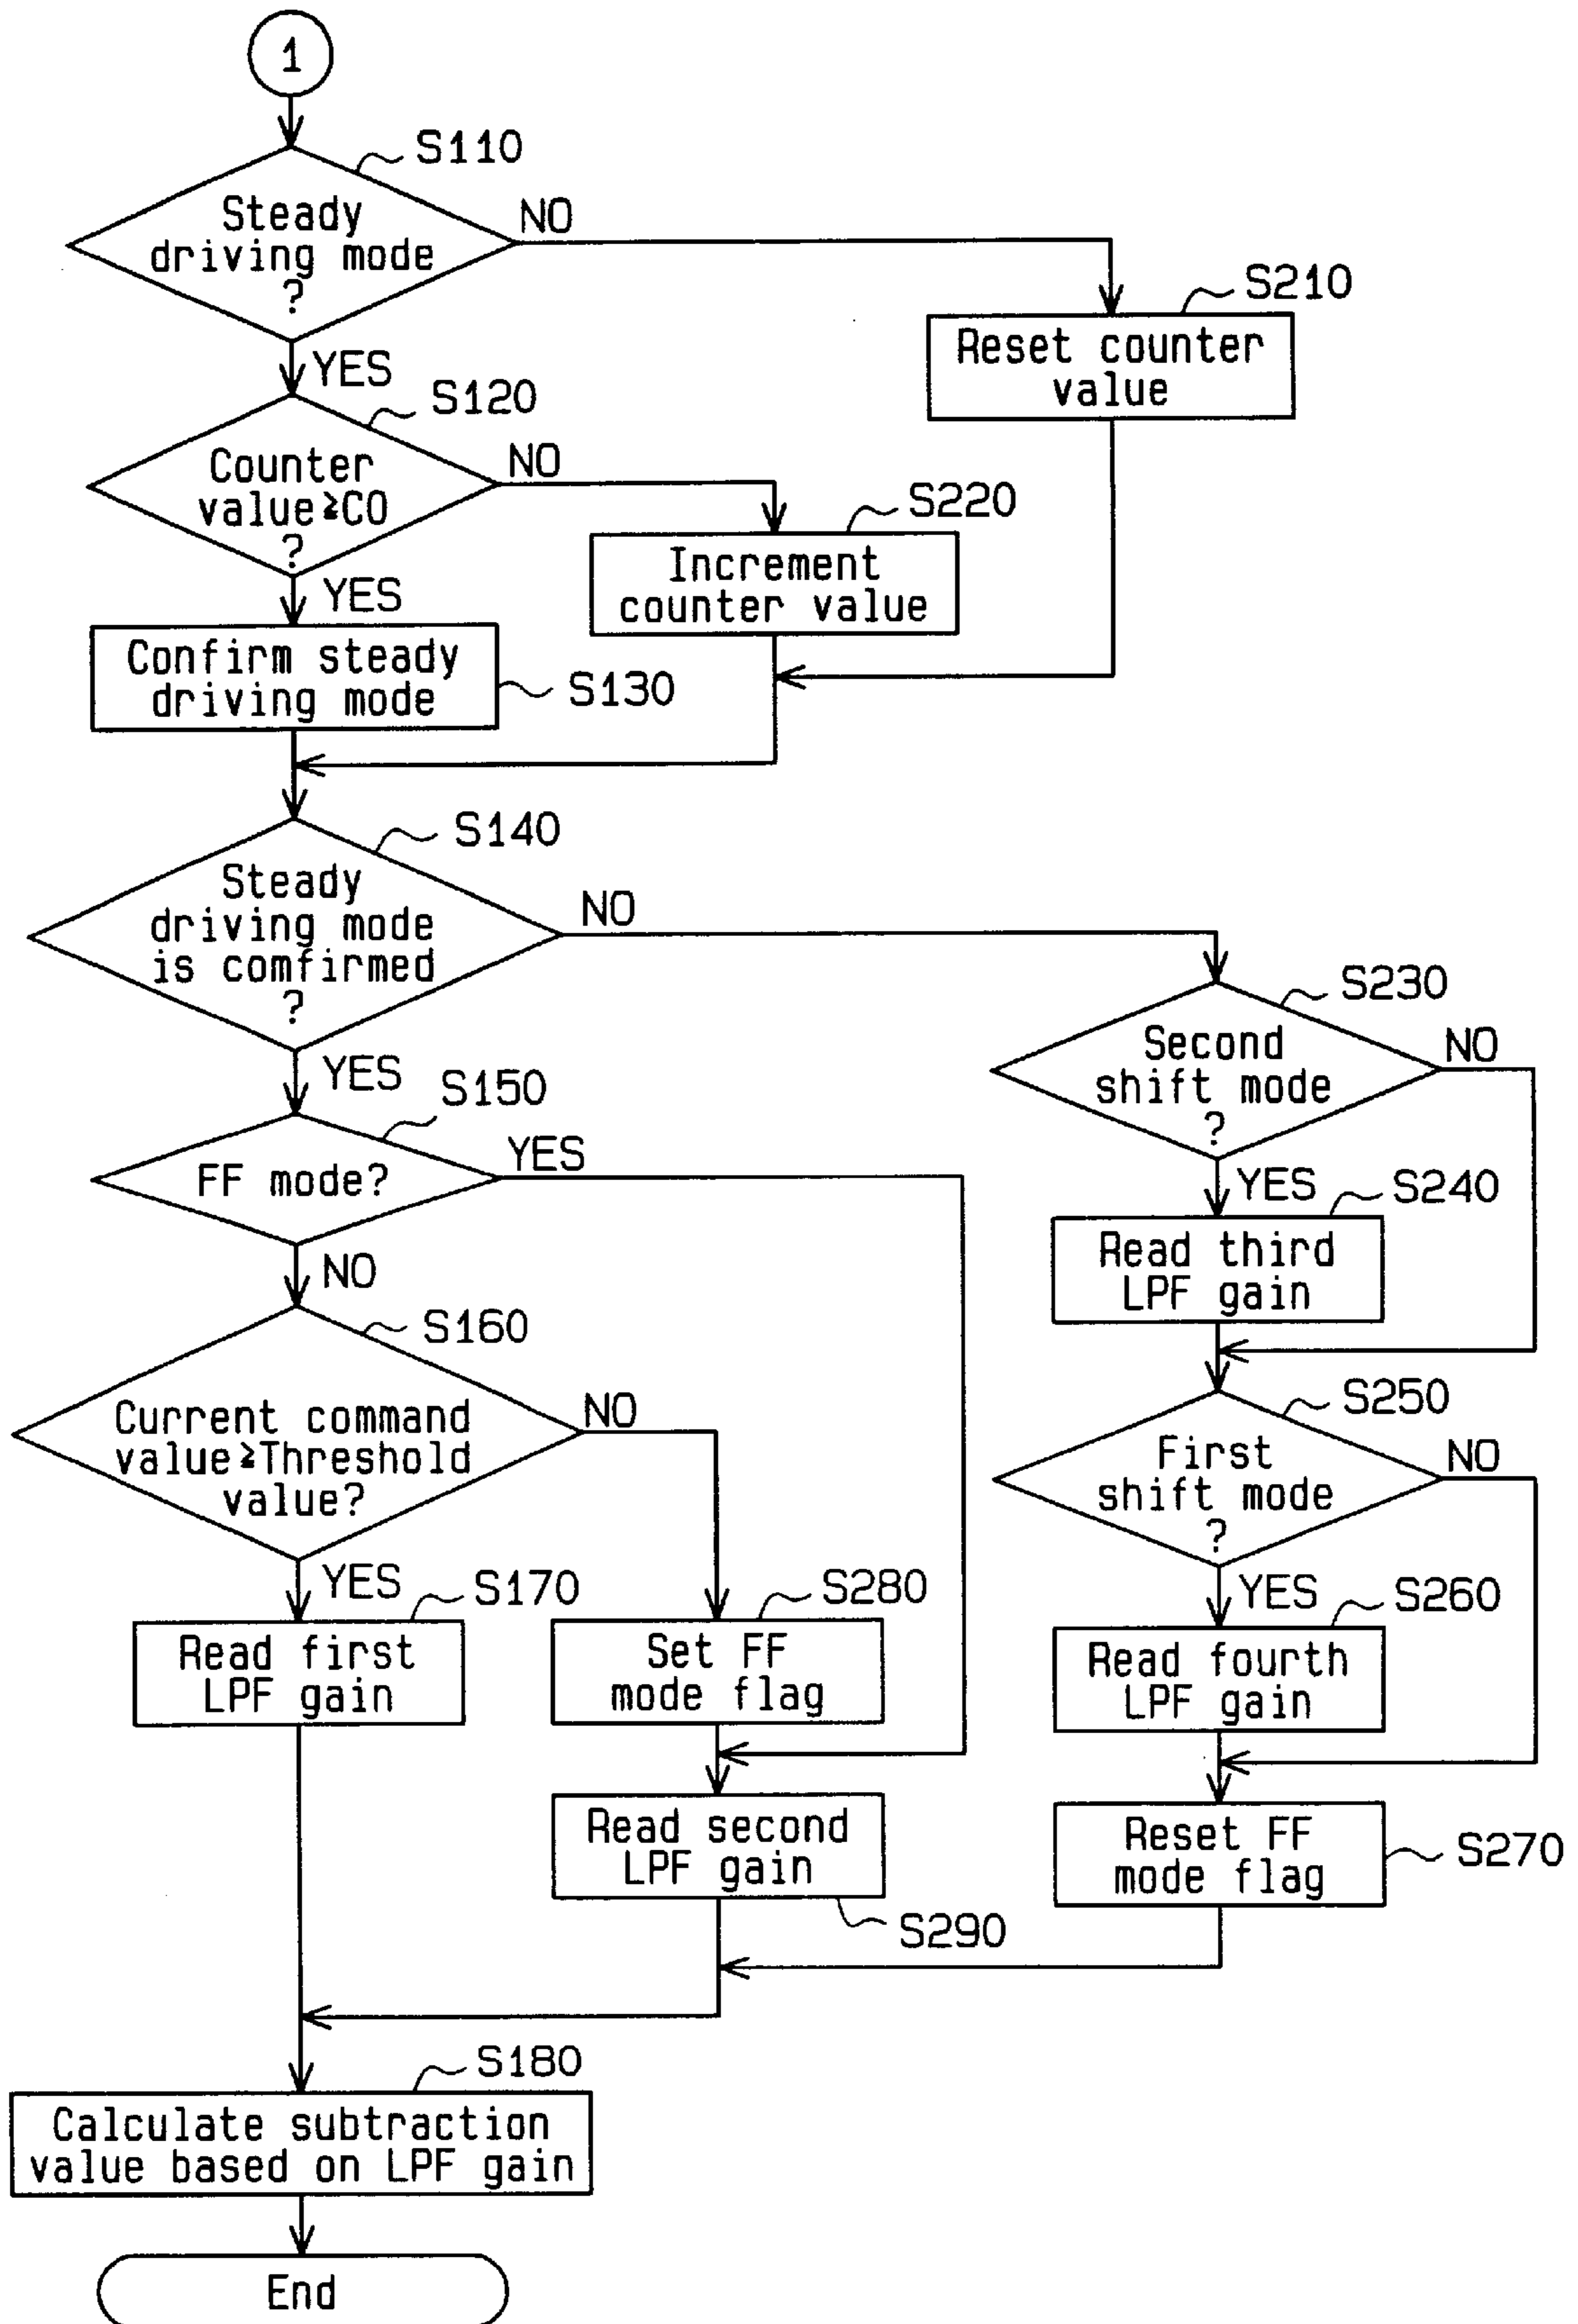 1
S110
Steady
driving mode
?
NO
YES
S210
Reset counter
value
S120
Counter
value≧C0
?
NO
YES
S220
Increment
counter value
Confirm steady
driving mode
S130
S140
Steady
driving mode
is comfirmed
?
NO
YES
S230
Second
shift mode
?
NO
YES
S150
FF mode?
YES
NO
S240
Read third
LPF gain
S160
Current command
value≧Threshold
value?
NO
YES
S250
First
shift mode
?
NO
YES
S170
Read first
LPF gain
S280
Set FF
mode flag
S260
Read fourth
LPF gain
Read second
LPF gain
S290
Reset FF
mode flag
S270
S180
Calculate subtraction
value based on LPF gain
End